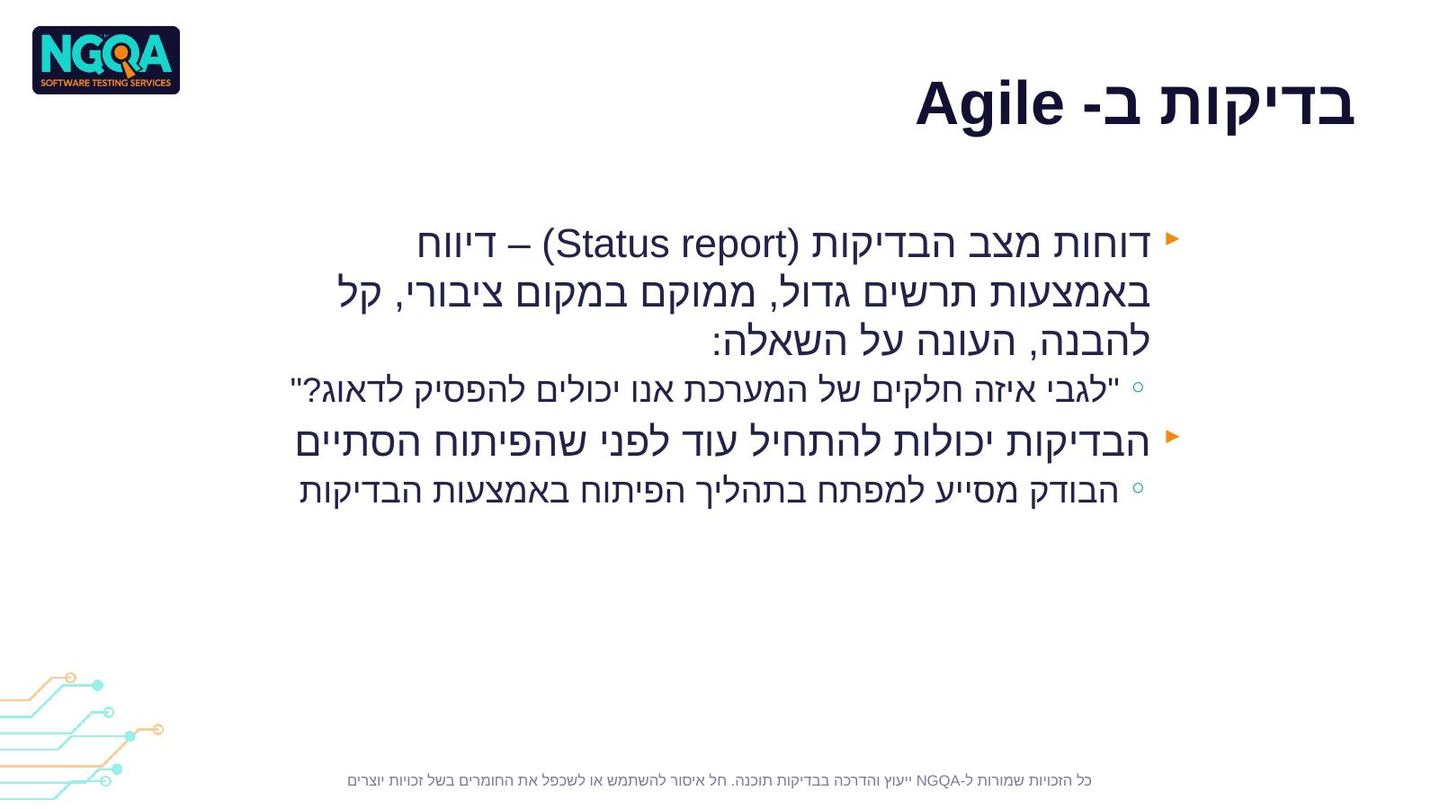 NGQA
SOFTWARE TESTING SERVICES
בדיקות ב- Agile
דוחות מצב הבדיקות (Status report) – דיווח
באמצעות תרשים גדול, ממוקם במקום ציבורי, קל
להבנה, העונה על השאלה:
"לגבי איזה חלקים של המערכת אנו יכולים להפסיק לדאוג?"
הבדיקות יכולות להתחיל עוד לפני שהפיתוח הסתיים
הבודק מסייע למפתח בתהליך הפיתוח באמצעות הבדיקות
כל הזכויות שמורות ל-NGQA ייעוץ והדרכה בבדיקות תוכנה. חל איסור להשתמש או לשכפל את החומרים בשל זכויות יוצרים